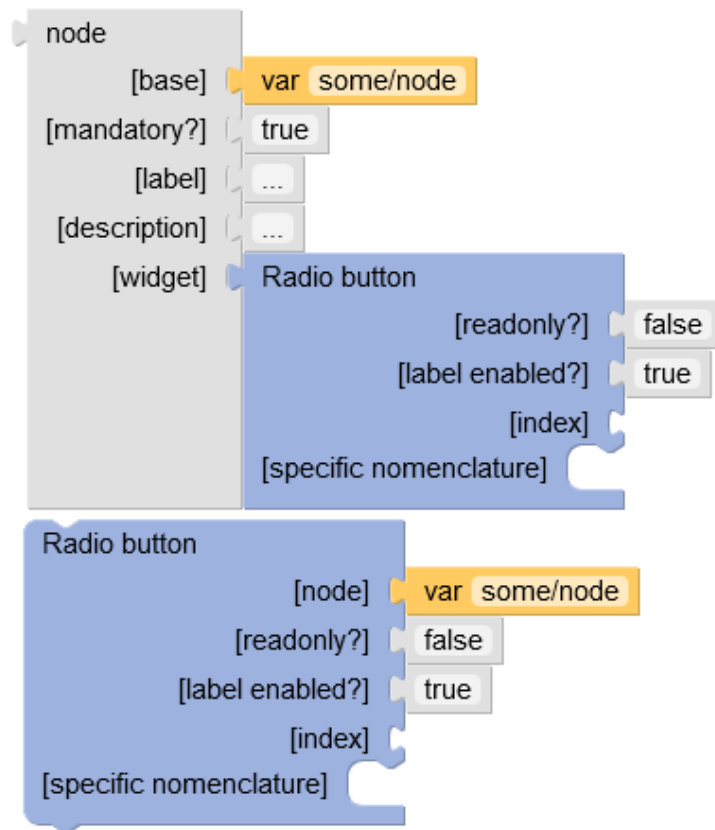 node
[base] var some/node
[mandatory?] true
[label] ...
[description] ...
[widget] Radio button
[readonly?] false
[label enabled?] true
[index]
[specific nomenclature]
Radio button
[node] var some/node
[readonly?] false
[label enabled?] true
[index]
[specific nomenclature]